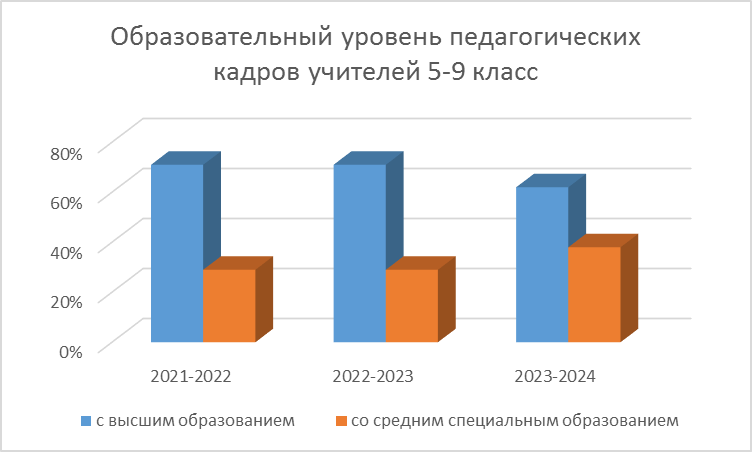 Образовательный уровень педагогических
кадров учителей 5-9 класс
80%
60%
40%
20%
0%
2021-2022
2022-2023
2023-2024
с высшим образованием
со средним специальным образованием